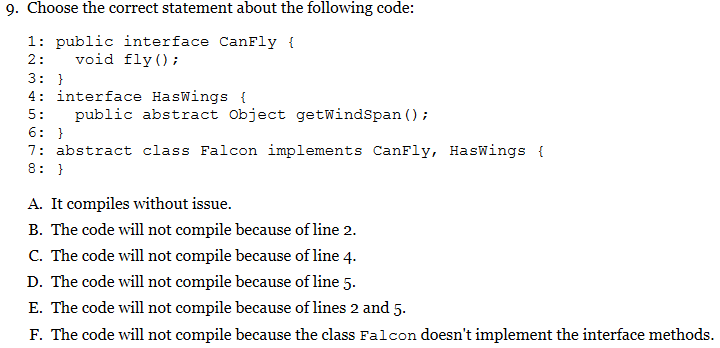 9. Choose the correct statement about the following code:
1: public interface CanFly {
2:   void fly();
3: }
4: interface HasWings {
5:   public abstract Object getWindSpan();
6: }
7: abstract class Falcon implements CanFly, HasWings {
8: }
A. It compiles without issue.
B. The code will not compile because of line 2.
C. The code will not compile because of line 4.
D. The code will not compile because of line 5.
E. The code will not compile because of lines 2 and 5.
F. The code will not compile because the class Falcon doesn't implement the interface methods.